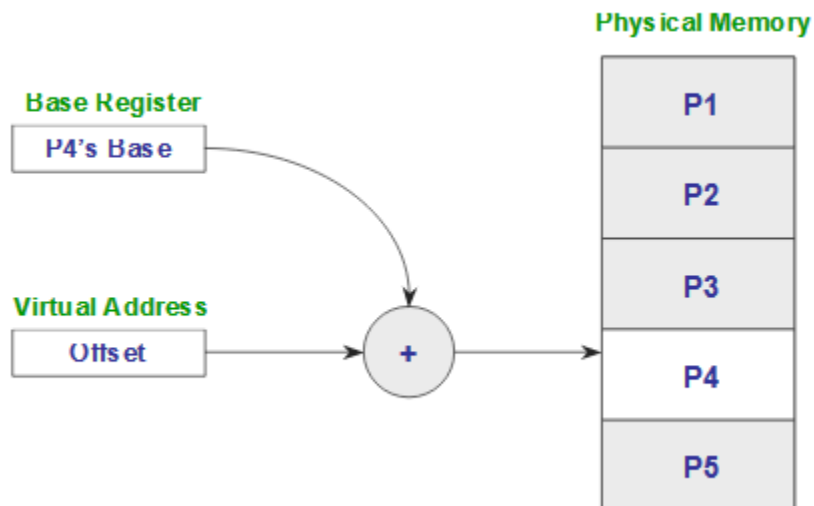 Physical Memory
Base Register
P4's Base
Virtual Address
Offset
+
P1
P2
P3
P4
P5